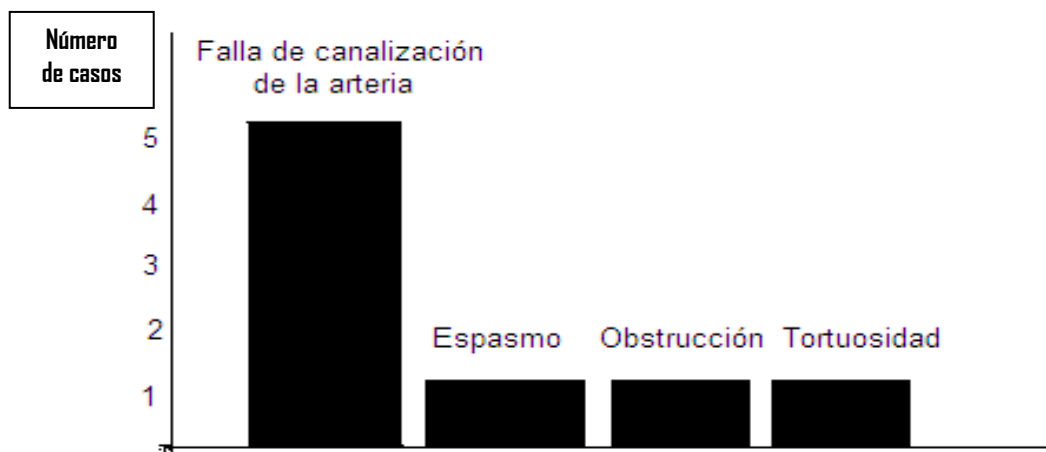 Número
de casos
Falla de canalización
de la arteria
5
4
3
2
Espasmo
Obstrucción
Tortuosidad
1